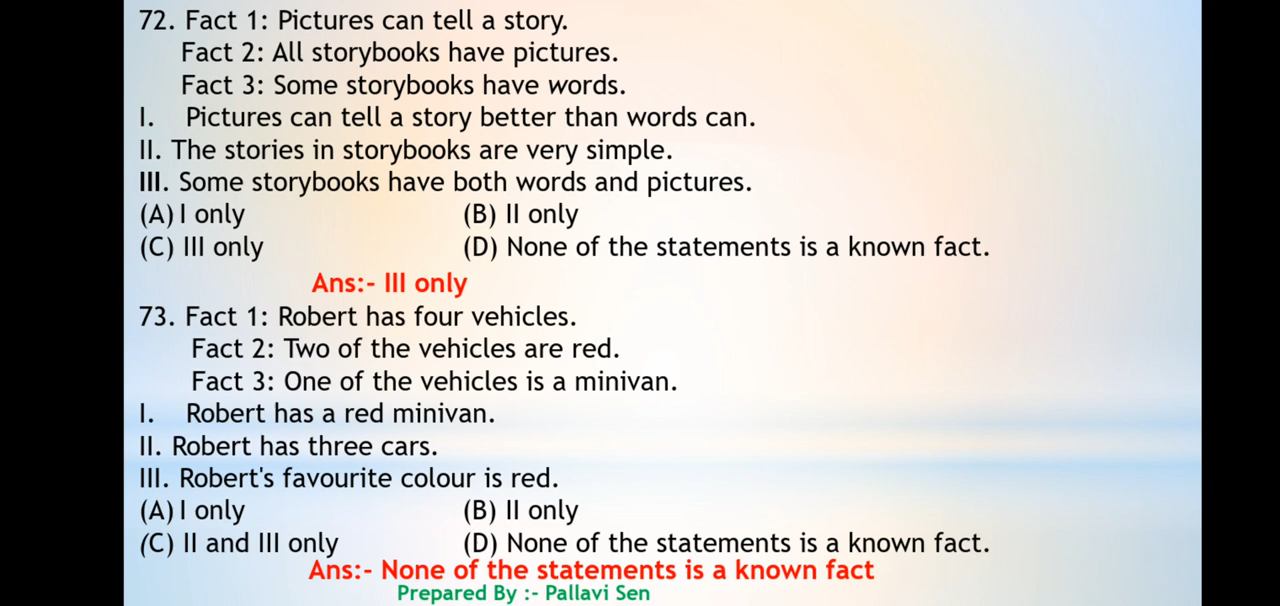 72. Fact 1: Pictures can tell a story.
Fact 2: All storybooks have pictures.
Fact 3: Some storybooks have words.
I. Pictures can tell a story better than words can.
II. The stories in storybooks are very simple.
III. Some storybooks have both words and pictures.
(A) I only (B) II only
(C) III only (D) None of the statements is a known fact.
Ans:- III only
73. Fact 1: Robert has four vehicles.
Fact 2: Two of the vehicles are red.
Fact 3: One of the vehicles is a minivan.
I. Robert has a red minivan.
II. Robert has three cars.
III. Robert's favourite colour is red.
(A) I only (B) II only
(C) II and III only (D) None of the statements is a known fact.
Ans:- None of the statements is a known fact
Prepared By :- Pallavi Sen